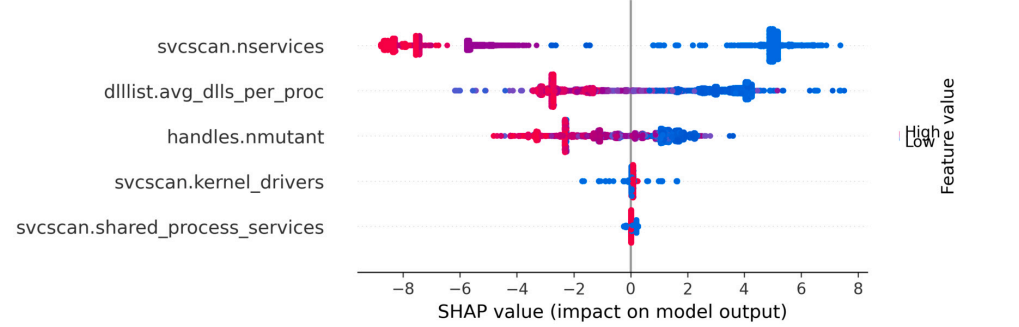 svcscan.nservices
dlllist.avg_dlls_per_proc
handles.nmutant
svcscan.kernel_drivers
svcscan.shared_process_services
−8 −6 −4 −2 0 2 4 6 8
SHAP value (impact on model output)
High
Low
Feature value